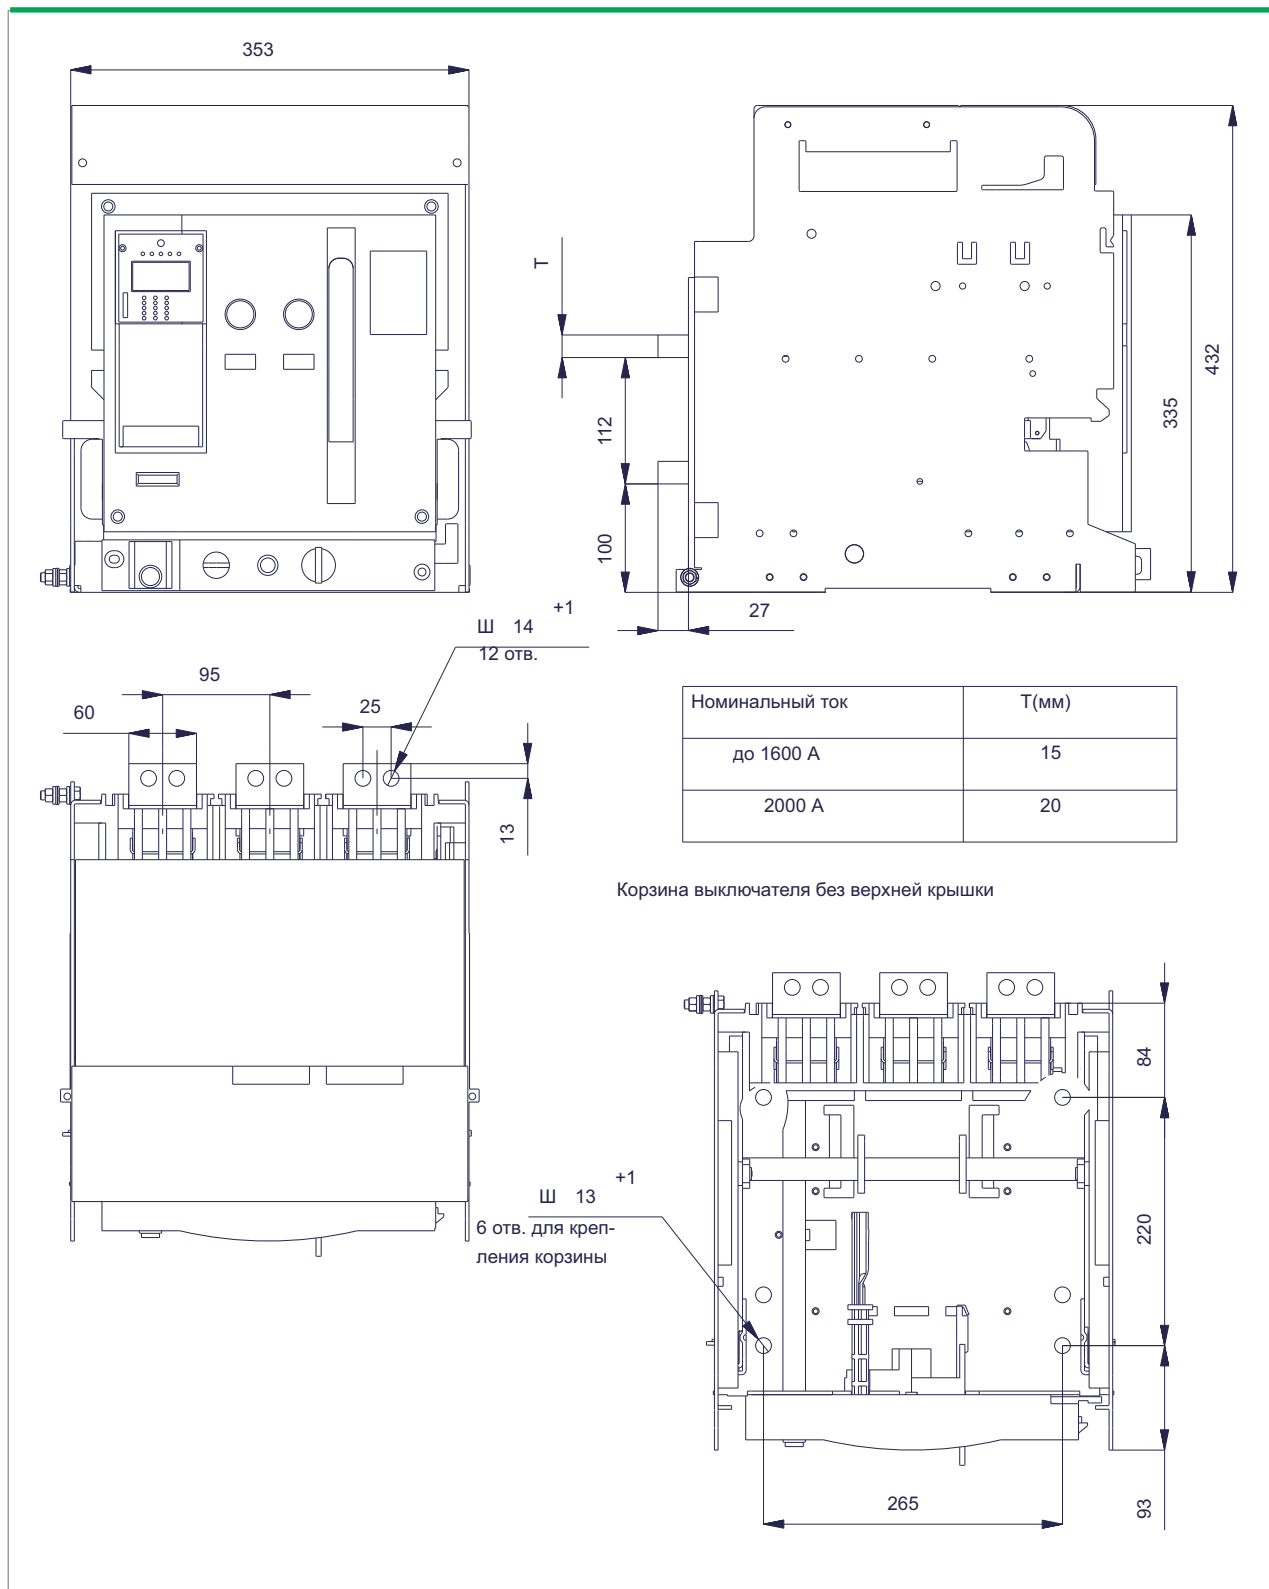 353
T
112
100
432
335
27
+1
Ш 14
12 отв.
95
60
25
13
Номинальный ток T(мм)
до 1600 А 15
2000 А 20
Корзина выключателя без верхней крышки
84
220
93
265
+1
Ш 13
6 отв. для креп-
ления корзины